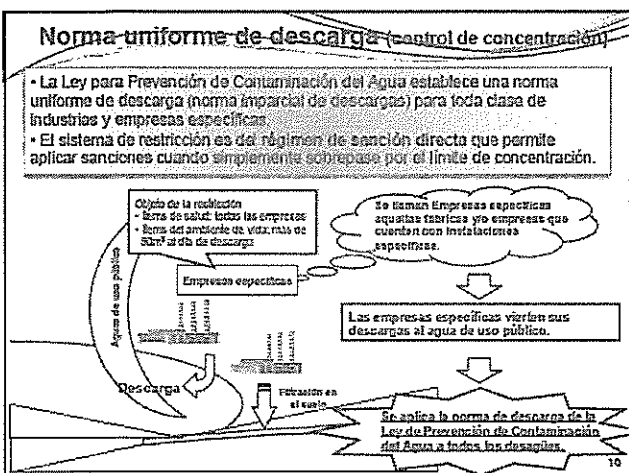 Norma uniforme de descarga (control de concentración)
• La Ley para Prevención de Contaminación del Agua establece una norma
uniforme de descarga (norma imparcial de descargas) para toda clase de
industrias y empresas específicas
• El sistema de restricción es del régimen de sanción directa que permite
aplicar sanciones cuando simplemente sobrepase por el límite de concentración.
Objeto de la restricción
- Ítems de salud: todas las empresas
- Ítems del ambiente de vida: más de
50m³ al día de descarga
Se llaman Empresas específicas
aquellas fábricas y/o empresas que
cuenten con instalaciones
específicas.
Empresas específicas
Agua de uso público
Las empresas específicas vierten sus
descargas al agua de uso público.
Descarga
Filtración en
el suelo
Se aplica la norma de descarga de la
Ley de Prevención de Contaminación
del Agua a todos los desagües.
10